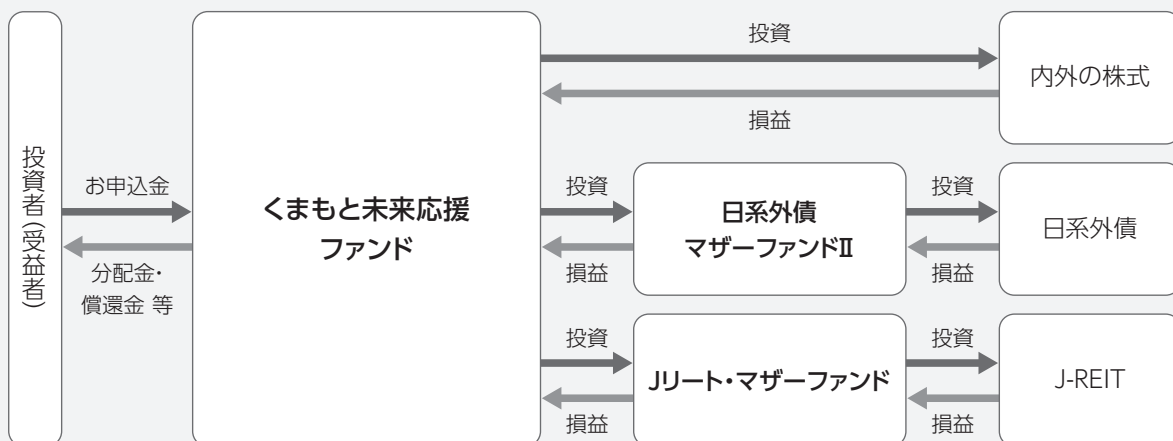 投資者(受益者)
お申込金
分配金・
償還金 等
くまもと未来応援
ファンド
投資
損益
内外の株式
投資
損益
日系外債
マザーファンドⅡ
投資
損益
日系外債
投資
損益
Jリート・マザーファンド
投資
損益
J-REIT